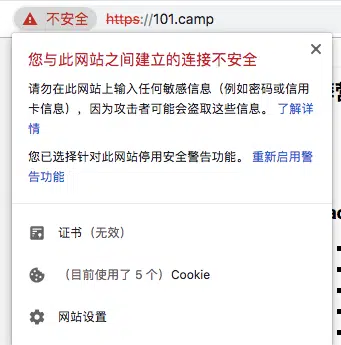 不安全 https://101.camp
您与此网站之间建立的连接不安全
请勿在此网站上输入任何敏感信息（例如密码或信用
卡信息），因为攻击者可能会盗取这些信息。 了解详
情
您已选择针对此网站停用安全警告功能。 重新启用警
告功能
证书（无效）
（目前使用了 5 个）Cookie
网站设置